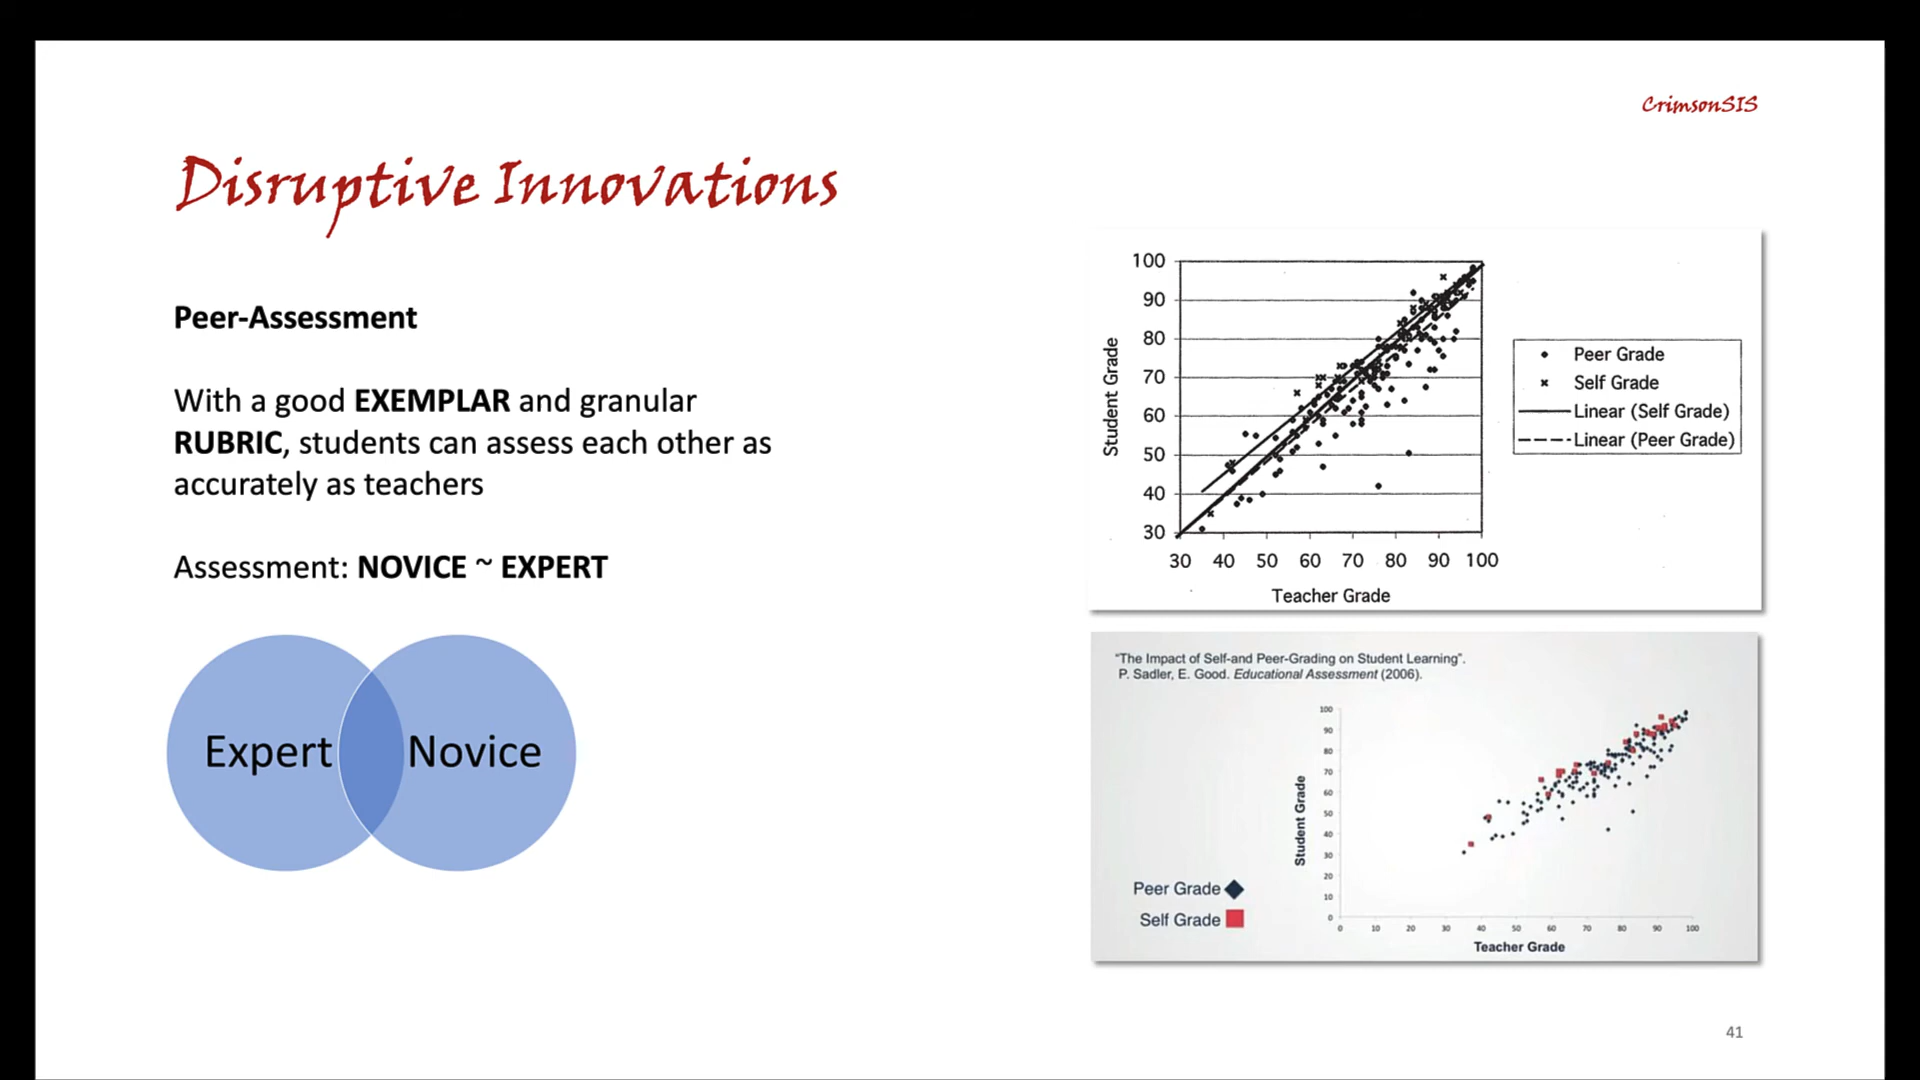 CrimsonSIS
Disruptive Innovations
Peer-Assessment
With a good EXEMPLAR and granular
RUBRIC, students can assess each other as
accurately as teachers
Assessment: NOVICE ~ EXPERT
Expert
Novice
100
90
80
70
60
50
40
30
Student Grade
30 40 50 60 70 80 90 100
Teacher Grade
Peer Grade
Self Grade
Linear (Self Grade)
Linear (Peer Grade)
"The Impact of Self-and Peer-Grading on Student Learning".
P. Sadler, E. Good. Educational Assessment (2006).
100
90
80
70
60
50
40
30
20
10
0
Student Grade
0 10 20 30 40 50 60 70 80 90 100
Teacher Grade
Peer Grade
Self Grade
41